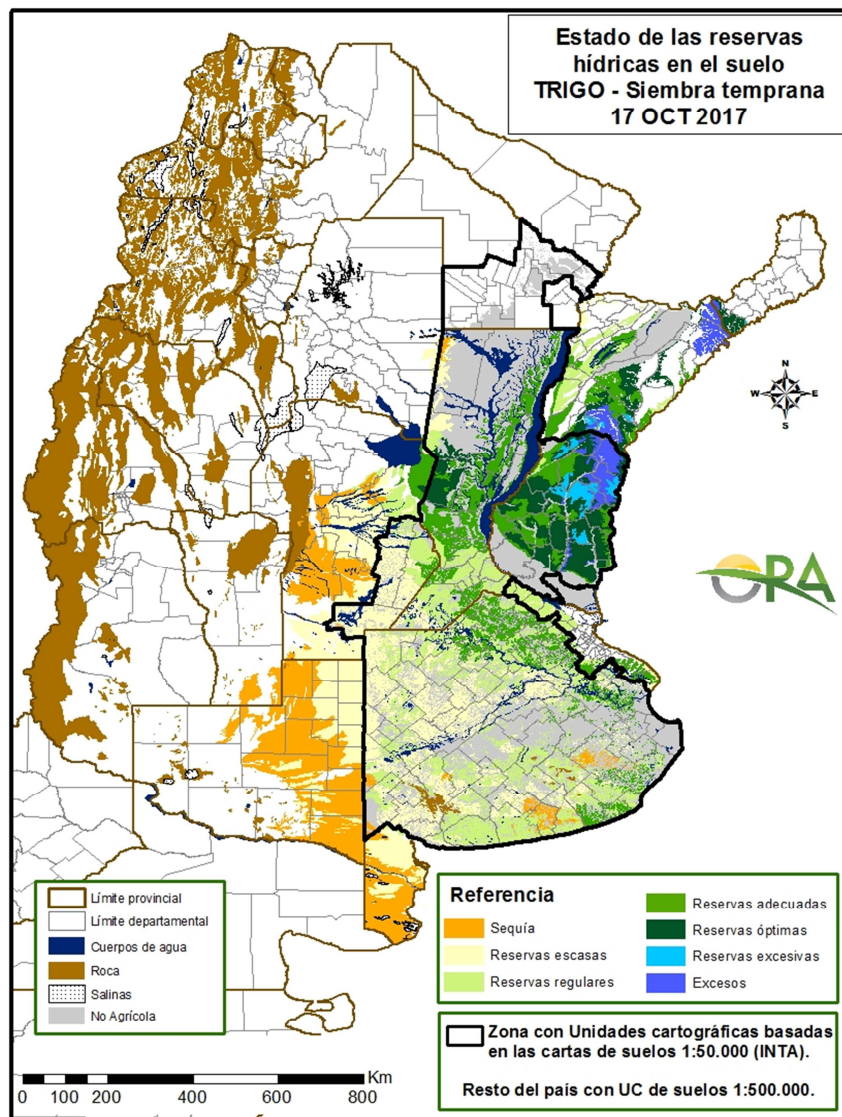 Estado de las reservas
hídricas en el suelo
TRIGO - Siembra temprana
17 OCT 2017
N
W E
S
ORA
Límite provincial
Límite departamental
Cuerpos de agua
Roca
Salinas
No Agrícola
Referencia
Sequía
Reservas escasas
Reservas regulares
Reservas adecuadas
Reservas óptimas
Reservas excesivas
Excesos
Zona con Unidades cartográficas basadas
en las cartas de suelos 1:50.000 (INTA).
Resto del país con UC de suelos 1:500.000.
Km
0 100 200 400 600 800